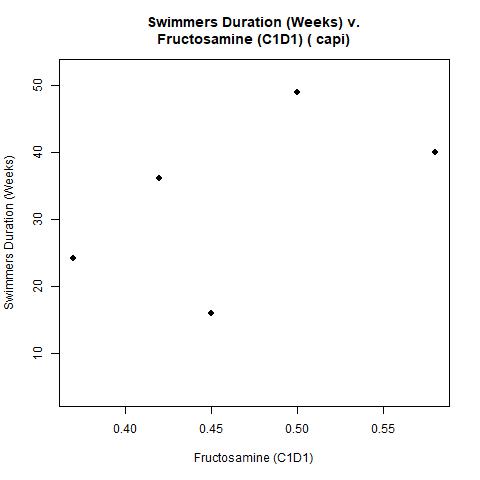 Swimmers Duration (Weeks) v.
Fructosamine (C1D1) ( capi)
Swimmers Duration (Weeks)
50
40
30
20
10
0.40 0.45 0.50 0.55
Fructosamine (C1D1)